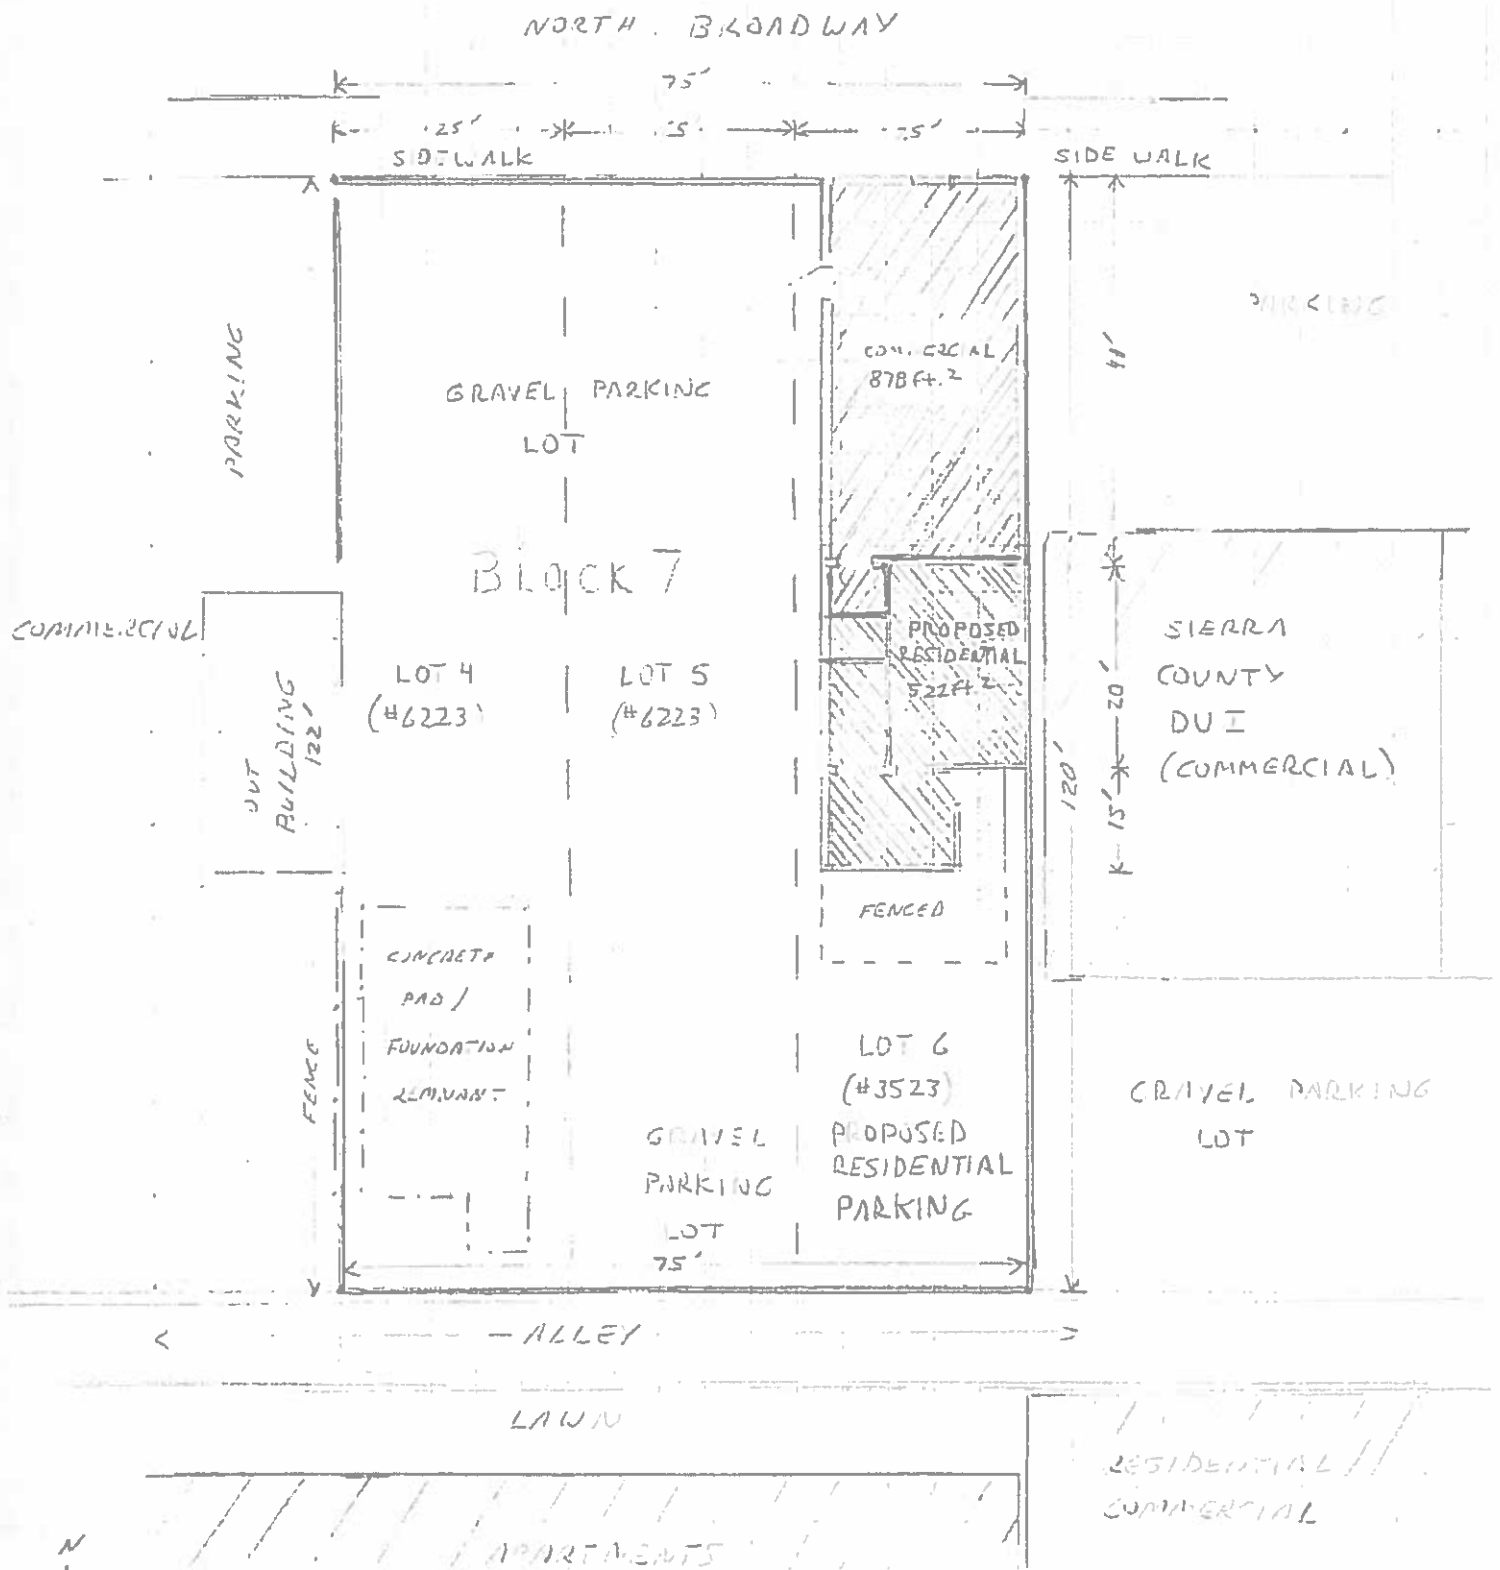 NORTH BROADWAY
75'
25'
SIDEWALK
SIDE WALK
PARKING
PARKING
41'
COMMERCIAL
878 Ft.²
GRAVEL PARKING
LOT
BLOCK 7
COMMERCIAL
OUT
BUILDING
122'
LOT 4
(#6223)
LOT 5
(#6223)
PROPOSED
RESIDENTIAL
522 Ft.²
20'
15'
120'
SIERRA
COUNTY
DUI
(COMMERCIAL)
FENCED
CONCRETE
PAD/
FOUNDATION
REMNANT
FENCE
LOT 6
(#3523)
PROPOSED
RESIDENTIAL
PARKING
GRAVEL
PARKING
LOT
75'
GRAVEL PARKING
LOT
ALLEY
LAWN
RESIDENTIAL/
COMMERCIAL
APARTMENTS
N